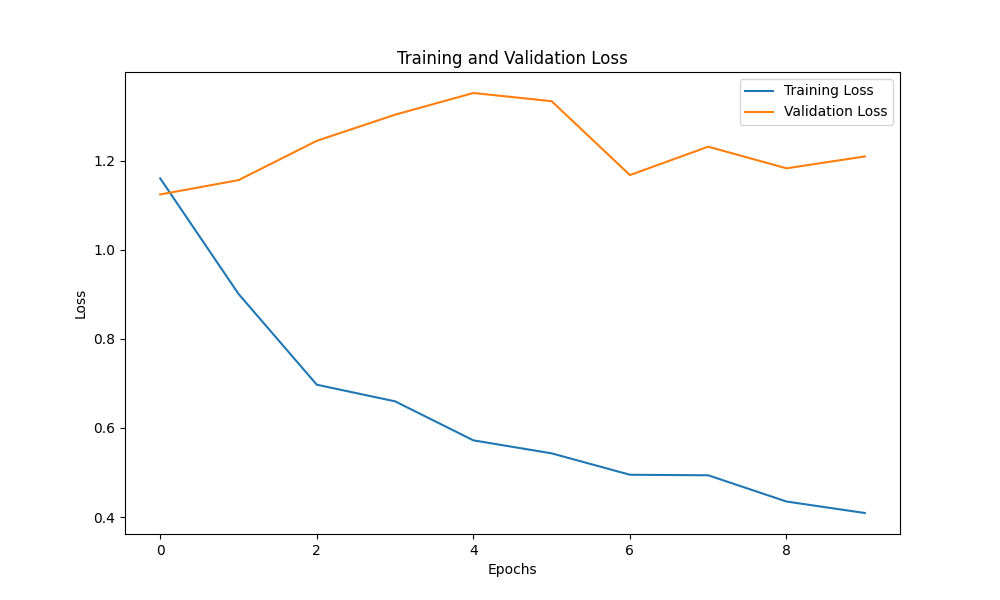 Training and Validation Loss
Training Loss
Validation Loss
1.2
1.0
0.8
0.6
0.4
Loss
0 2 4 6 8
Epochs